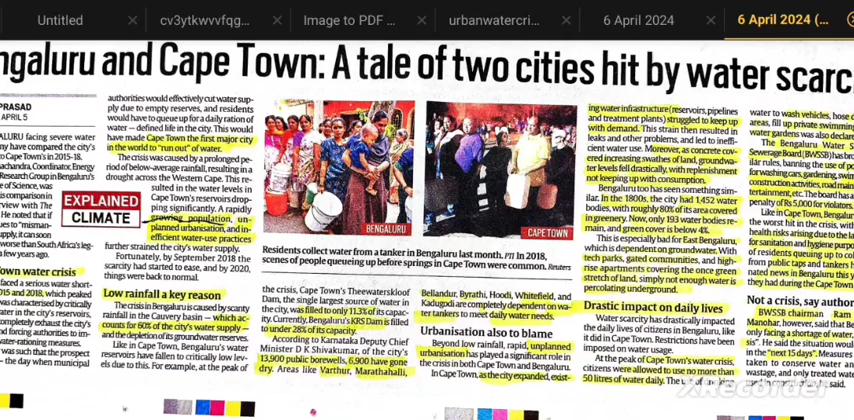 Untitled
cv3ytkwvvfqg...
Image to PDF ...
urbanwatercri...
6 April 2024
6 April 2024 (...
ngaluru and Cape Town: A tale of two cities hit by water scarc
PRASAD
APRIL 5
ALURU facing severe water
ny have compared the city's
to Cape Town's in 2015-18.
achandra, Coordinator, Energy
Research Group in Bengaluru's
e of Science, was
is comparison in
rview with The
He noted that if
ues to "misman-
upply, it can soon
worse than South Africa's leg-
a few years ago.
own water crisis
faced a serious water short-
015 and 2018, which peaked
was characterised by critically
r in the city's reservoirs,
completely exhaust the city's
and forcing authorities to im-
water-rationing measures.
was such that the prospect
– the day when municipal
authorities would effectively cut water sup-
ply due to empty reserves, and residents
would have to queue up for a daily ration of
water – defined life in the city. This would
have made Cape Town the first major city
in the world to "run out" of water.
The crisis was caused by a prolonged pe-
riod of below-average rainfall, resulting in a
drought across the Western Cape. This re-
sulted in the water levels in
Cape Town's reservoirs drop-
ping significantly. A rapidly
growing population, un-
planned urbanisation, and in-
efficient water-use practices
further strained the city's water supply.
Fortunately, by September 2018 the
scarcity had started to ease, and by 2020,
things were back to normal.
EXPLAINED
CLIMATE
Low rainfall a key reason
The crisis in Bengaluru is caused by scanty
rainfall in the Cauvery basin – which ac-
counts for 60% of the city's water supply –
and the depletion of its groundwater reserves.
Like in Cape Town, Bengaluru's water
reservoirs have fallen to critically low lev-
els due to this. For example, at the peak of
BENGALURU
CAPE TOWN
Residents collect water from a tanker in Bengaluru last month. PTI In 2018,
scenes of people queueing up before springs in Cape Town were common. Reuters
the crisis, Cape Town's Theewaterskloof
Dam, the single largest source of water in
the city, was filled to only 11.3% of its capac-
ity. Currently, Bengaluru's KRS Dam is filled
to under 28% of its capacity.
According to Karnataka Deputy Chief
Minister D K Shivakumar, of the city's
13,900 public borewells, 6,900 have gone
dry. Areas like Varthur, Marathahalli,
Bellandur, Byrathi, Hoodi, Whitefield, and
Kadugodi are completely dependent on wa-
ter tankers to meet daily water needs.
Urbanisation also to blame
Beyond low rainfall, rapid, unplanned
urbanisation has played a significant role in
the crisis in both Cape Town and Bengaluru.
In Cape Town, as the city expanded, exist-
ing water infrastructure (reservoirs, pipelines
and treatment plants) struggled to keep up
with demand. This strain then resulted in
leaks and other problems, and led to ineffi-
cient water use. Moreover, as concrete cov-
ered increasing swathes of land, groundwa-
ter levels fell drastically, with replenishment
not keeping up with consumption.
Bengaluru too has seen something sim-
ilar. In the 1800s, the city had 1,452 water
bodies, with roughly 80% of its area covered
in greenery. Now, only 193 water bodies re-
main, and green cover is below 4%.
This is especially bad for East Bengaluru,
which is dependent on groundwater. With
tech parks, gated communities, and high-
rise apartments covering the once green
stretch of land, simply not enough water is
percolating underground.
Drastic impact on daily lives
Water scarcity has drastically impacted
the daily lives of citizens in Bengaluru, like
it did in Cape Town. Restrictions have been
imposed on water usage.
At the peak of Cape Town's water crisis,
citizens were allowed to use no more than
50 litres of water daily. The use of drinking
water to wash vehicles, hose d
areas, fill up private swimming
water gardens was also declare
The Bengaluru Water S
Sewerage Board (BWSSB) has bro
ilar rules, banning the use of po
for washing cars, gardening, swim
construction activities, road main
tertainment, etc. The board has a
penalty of Rs 5,000 for violators.
Like in Cape Town, Bengalur
the worst hit in the crisis, with
health risks arising due to the la
for sanitation and hygiene purpo
of residents queuing up to col
from public taps and tankers h
nated news in Bengaluru this y
they had during the Cape Town
Not a crisis, say author
BWSSB chairman Ram
Manohar, however, said that Be
only facing a shortage of water,
sis". He said the situation would
in the "next 15 days". Measures
taken to conserve water an
wastage, and only treated wate
XRecorder